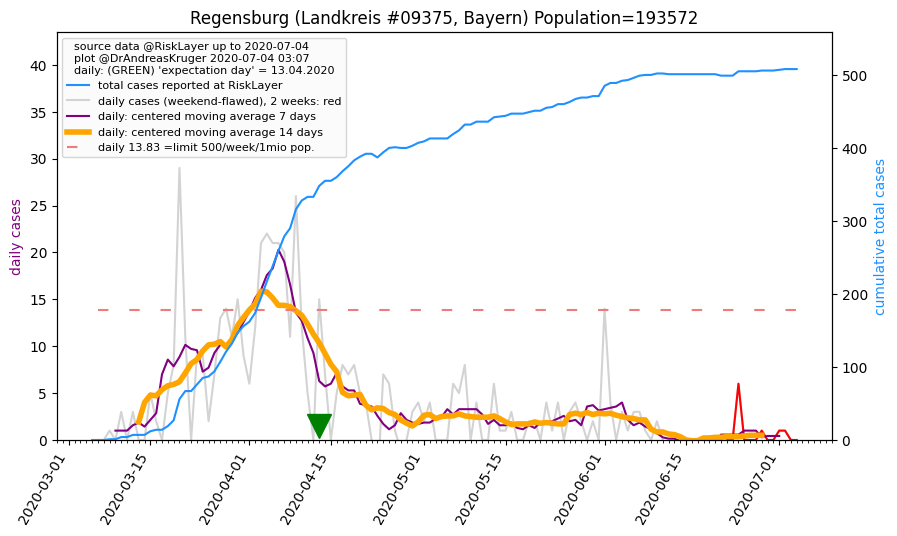 Regensburg (Landkreis #09375, Bayern) Population=193572
source data @RiskLayer up to 2020-07-04
plot @DrAndreasKruger 2020-07-04 03:07
daily: (GREEN) 'expectation day' = 13.04.2020
total cases reported at RiskLayer
daily cases (weekend-flawed), 2 weeks: red
daily: centered moving average 7 days
daily: centered moving average 14 days
daily 13.83 =limit 500/week/1mio pop.
daily cases
40
35
30
25
20
15
10
5
0
cumulative total cases
500
400
300
200
100
0
2020-03-01
2020-03-15
2020-04-01
2020-04-15
2020-05-01
2020-05-15
2020-06-01
2020-06-15
2020-07-01